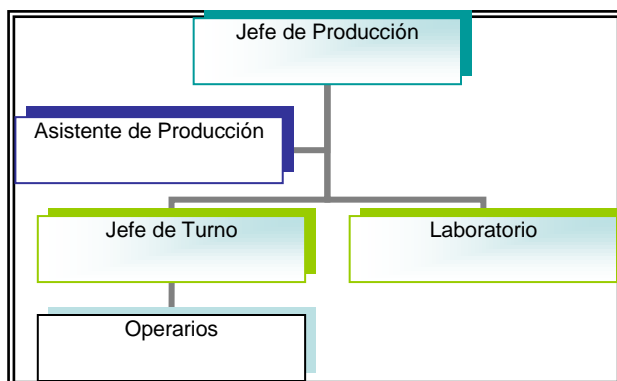 Jefe de Producción
Asistente de Producción
Jefe de Turno
Laboratorio
Operarios